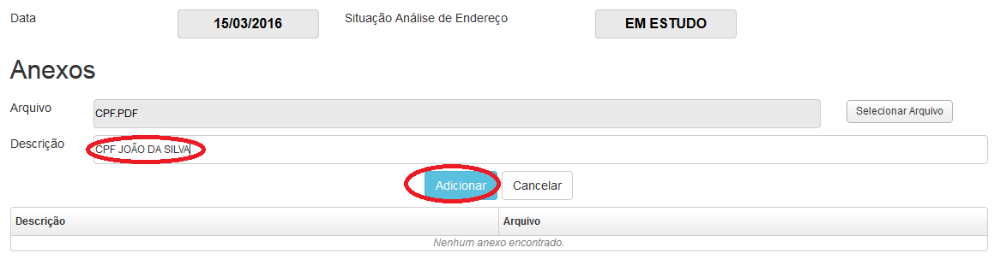 Data 15/03/2016 Situação Análise de Endereço EM ESTUDO
Anexos
Arquivo CPF.PDF Selecionar Arquivo
Descrição CPF JOÃO DA SILVA
Adicionar Cancelar
Descrição Arquivo
Nenhum anexo encontrado.